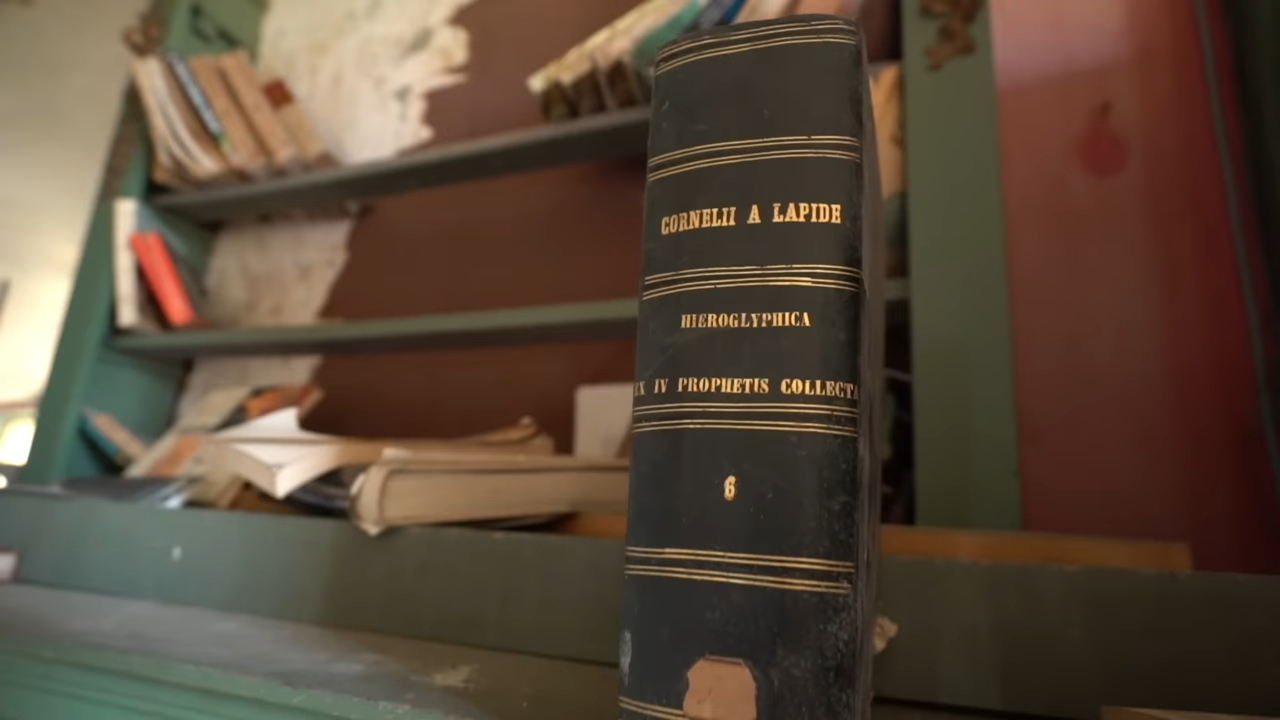 CORNELII A LAPIDE
HIEROGLYPHICA
EX IV PROPHETIS COLLECTA
6